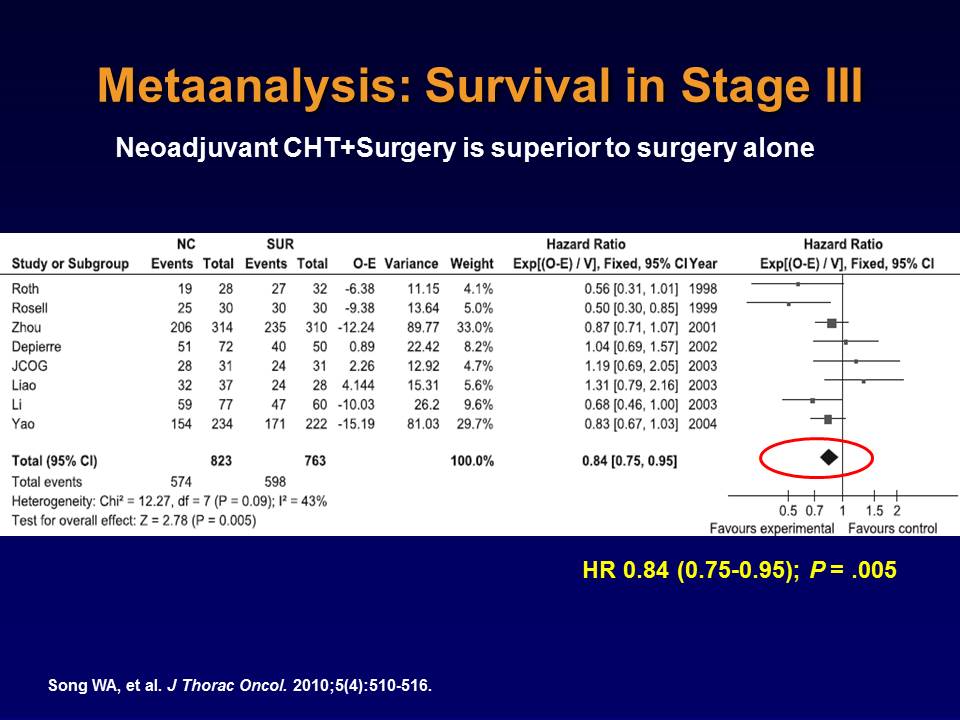 Metaanalysis: Survival in Stage III
Neoadjuvant CHT+Surgery is superior to surgery alone
NC SUR Hazard Ratio Hazard Ratio
Study or Subgroup Events Total Events Total O-E Variance Weight Exp[(O-E) / V], Fixed, 95% CI Year Exp[(O-E) / V], Fixed, 95% CI
Roth 19 28 27 32 -6.38 11.15 4.1% 0.56 [0.31, 1.01] 1998
Rosell 25 30 30 30 -9.38 13.64 5.0% 0.50 [0.30, 0.85] 1999
Zhou 206 314 235 310 -12.24 89.77 33.0% 0.87 [0.71, 1.07] 2001
Depierre 51 72 40 50 0.89 22.42 8.2% 1.04 [0.69, 1.57] 2002
JCOG 28 31 24 31 2.26 12.92 4.7% 1.19 [0.69, 2.05] 2003
Liao 32 37 24 28 4.144 15.31 5.6% 1.31 [0.79, 2.16] 2003
Li 59 77 47 60 -10.03 26.2 9.6% 0.68 [0.46, 1.00] 2003
Yao 154 234 171 222 -15.19 81.03 29.7% 0.83 [0.67, 1.03] 2004
Total (95% CI) 823 763 100.0% 0.84 [0.75, 0.95]
Total events 574 598
Heterogeneity: Chi² = 12.27, df = 7 (P = 0.09); I² = 43%
Test for overall effect: Z = 2.78 (P = 0.005)
0.5 0.7 1 1.5 2
Favours experimental Favours control
HR 0.84 (0.75-0.95); P = .005
Song WA, et al. J Thorac Oncol. 2010;5(4):510-516.